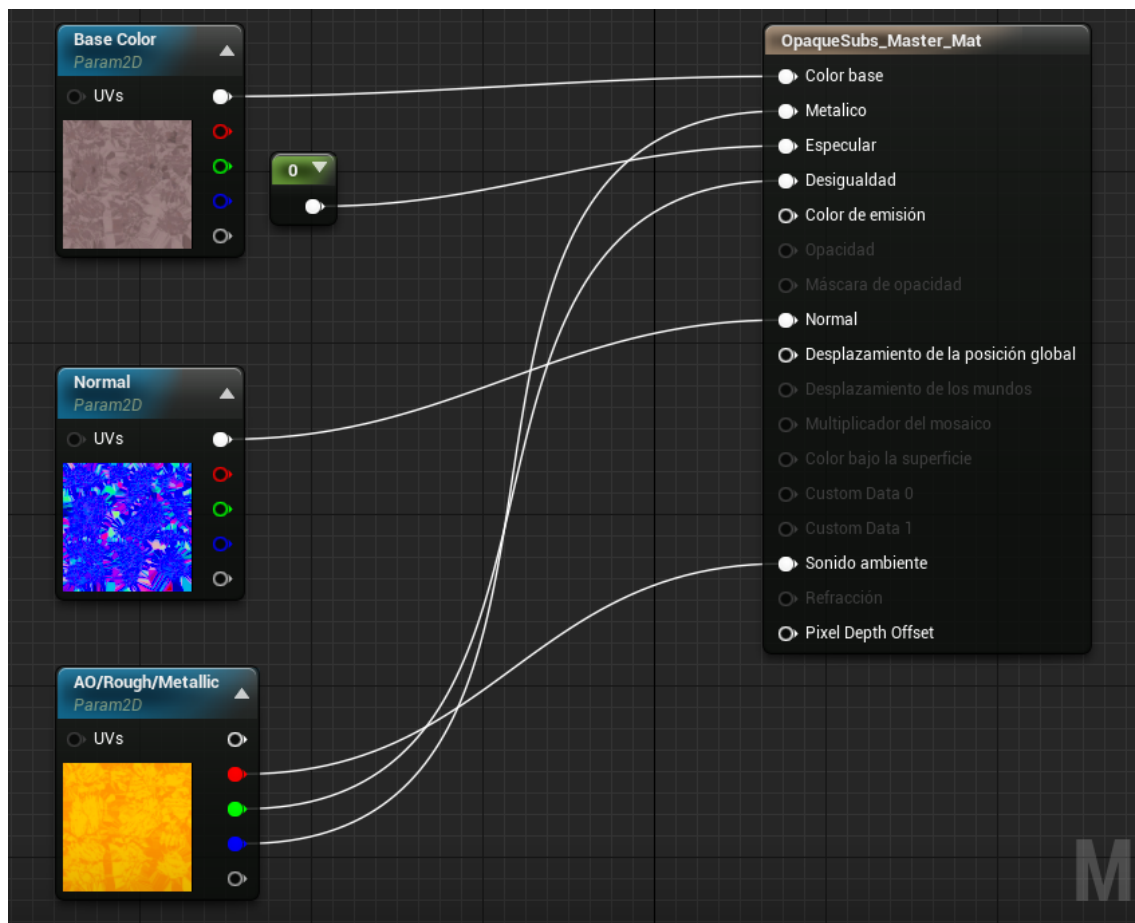 Base Color
Param2D
UVs
0
Normal
Param2D
UVs
AO/Rough/Metallic
Param2D
UVs
OpaqueSubs_Master_Mat
Color base
Metalico
Especular
Desigualdad
Color de emisión
Opacidad
Máscara de opacidad
Normal
Desplazamiento de la posición global
Desplazamiento de los mundos
Multiplicador del mosaico
Color bajo la superficie
Custom Data 0
Custom Data 1
Sonido ambiente
Refracción
Pixel Depth Offset
M